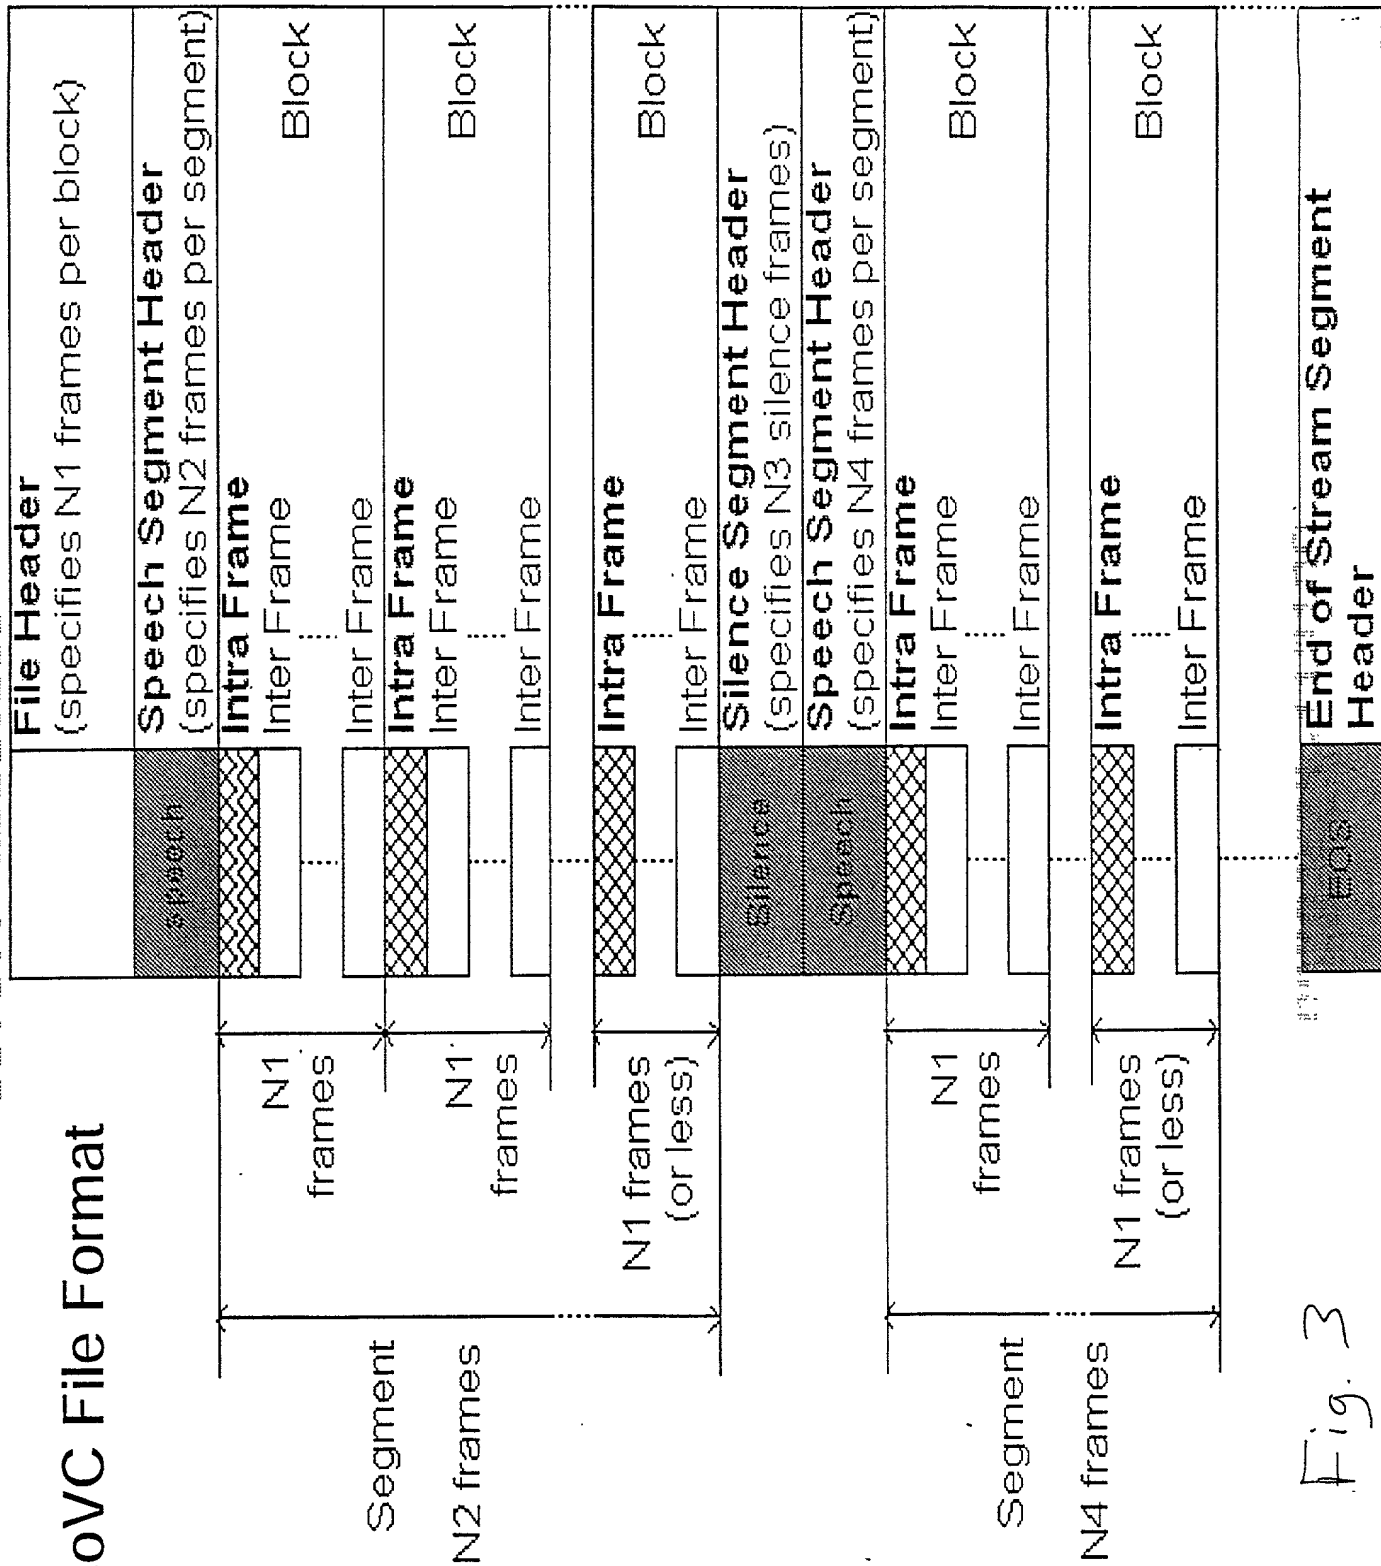 oVC File Format
File Header
(specifies N1 frames per block)
speech
Speech Segment Header
(specifies N2 frames per segment)
Intra Frame
Inter Frame
Block
Inter Frame
N1
frames
Intra Frame
Inter Frame
Block
Inter Frame
N1
frames
Intra Frame
Block
Inter Frame
N1 frames
(or less)
Segment
N2 frames
Silence
Silence Segment Header
(specifies N3 silence frames)
Speech
Speech Segment Header
(specifies N4 frames per segment)
Intra Frame
Inter Frame
Block
Inter Frame
N1
frames
Intra Frame
Block
Inter Frame
N1 frames
(or less)
Segment
N4 frames
EOS
End of Stream Segment
Header
Fig. 3